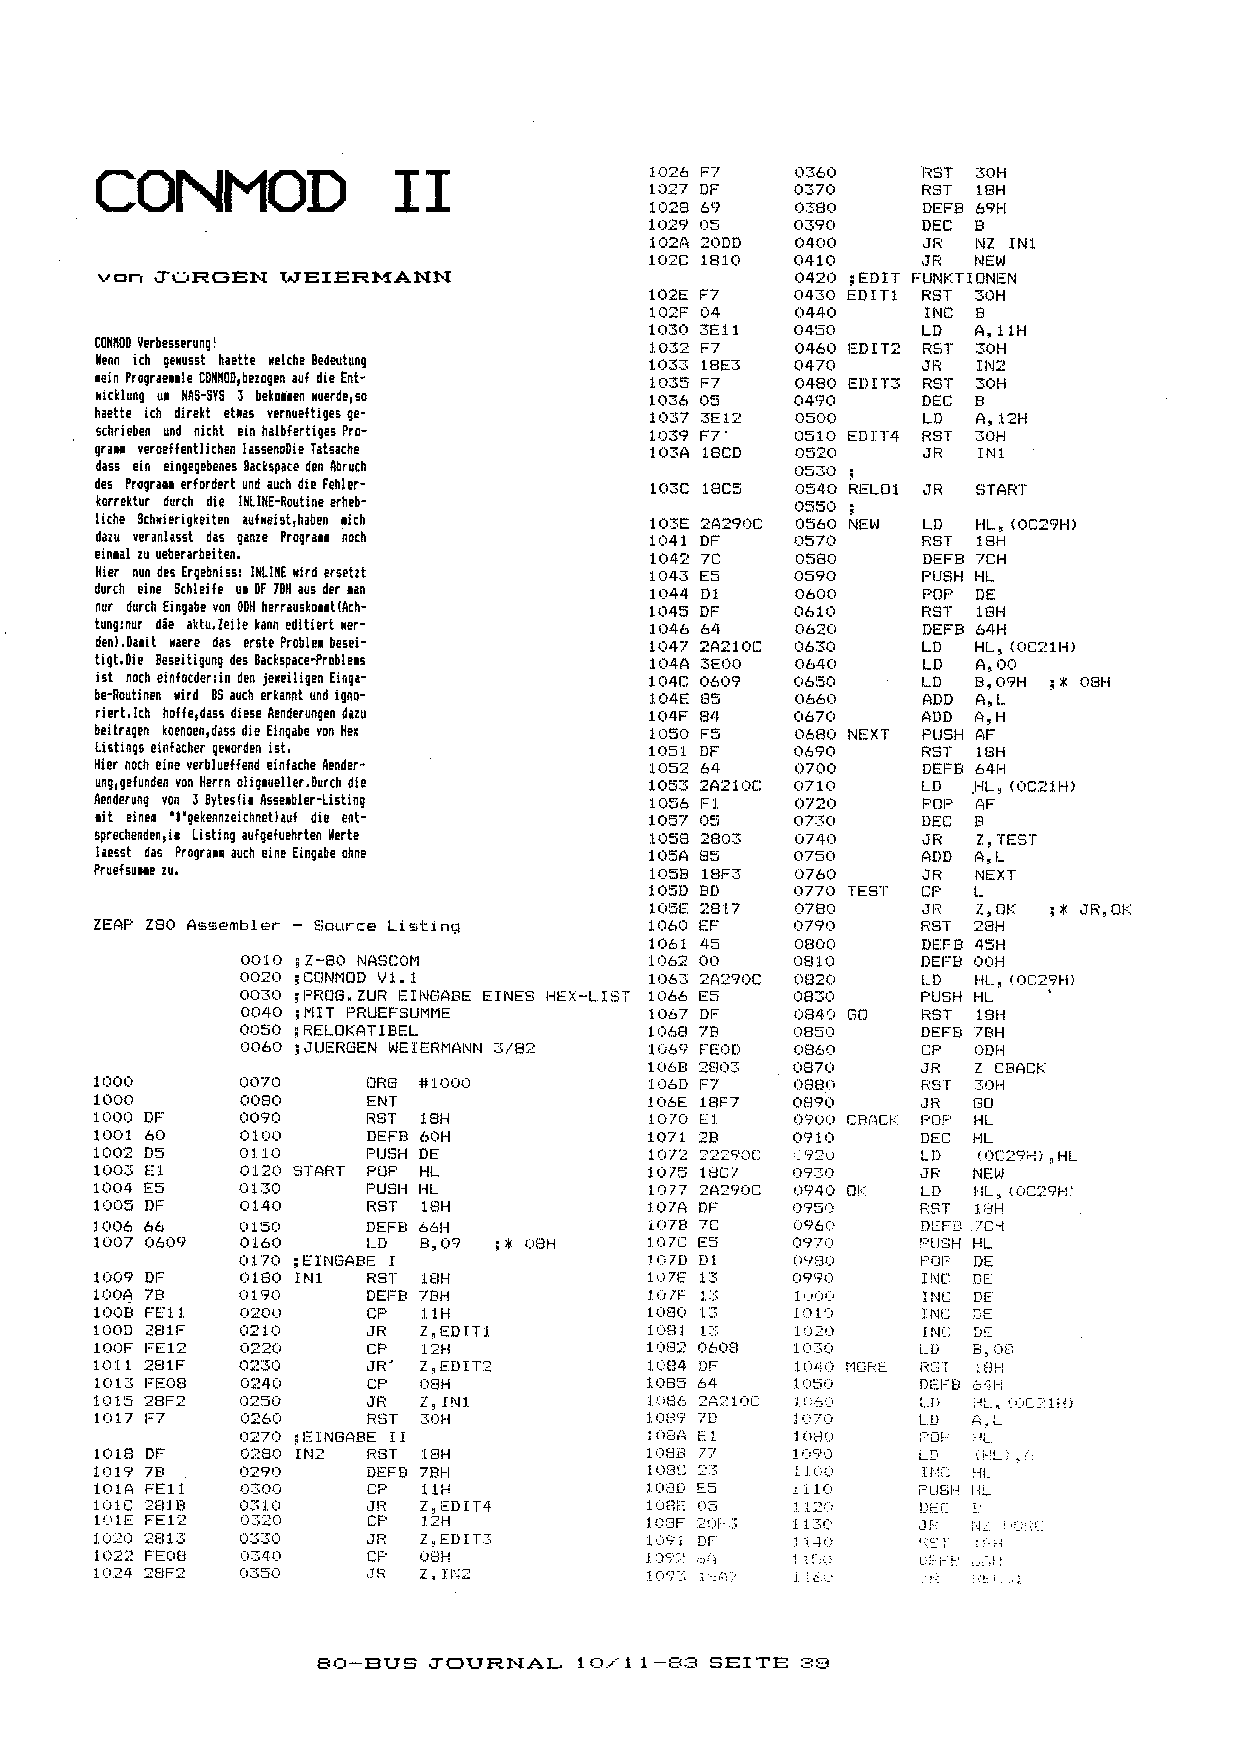 CONMOD II
von JÜRGEN WEIERMANN
CONMOD Verbesserung!
Wenn ich gewusst haette welche Bedeutung
mein Prograemmle CONMOD,bezogen auf die Ent-
wicklung um NAS-SYS 3 bekommen wuerde,so
haette ich direkt etwas vernueftiges ge-
schrieben und nicht ein halbfertiges Pro-
gramm veroeffentlichen lassenoDie Tatsache
dass ein eingegebenes Backspace den Abruch
des Programm erfordert und auch die Fehler-
korrektur durch die INLINE-Routine erheb-
liche Schwierigkeiten aufweist,haben mich
dazu veranlasst das ganze Programm noch
einmal zu ueberarbeiten.
Hier nun des Ergebniss: INLINE wird ersetzt
durch eine Schleife um DF 7BH aus der man
nur durch Eingabe von 0DH herrauskommt(Ach-
tung:nur däe aktu.Zeile kann editiert wer-
den).Damit waere das erste Problem besei-
tigt.Die Beseitigung des Backspace-Problems
ist noch einfocder:in den jeweiligen Einga-
be-Routinen wird BS auch erkannt und igno-
riert.Ich hoffe,dass diese Aenderungen dazu
beitragen koenoen,dass die Eingabe von Hex
Listings einfacher geworden ist.
Hier noch eine verblueffend einfache Aender-
ung,gefunden von Herrn oligmueller.Durch die
Aenderung von 3 Bytes(im Assembler-Listing
mit einem "*"gekennzeichnet)auf die ent-
sprechenden,im Listing aufgefuehrten Werte
laesst das Programm auch eine Eingabe ohne
Pruefsumme zu.
ZEAP Z80 Assembler - Source Listing
0010 ;Z-80 NASCOM
0020 ;CONMOD V1.1
0030 ;PROG.ZUR EINGABE EINES HEX-LIST
0040 ;MIT PRUEFSUMME
0050 ;RELOKATIBEL
0060 ;JUERGEN WEIERMANN 3/82
1000 0070 ORG #1000
1000 0080 ENT
1000 DF 0090 RST 18H
1001 60 0100 DEFB 60H
1002 D5 0110 PUSH DE
1003 E1 0120 START POP HL
1004 E5 0130 PUSH HL
1005 DF 0140 RST 18H
1006 66 0150 DEFB 66H
1007 0609 0160 LD B,09 ;* 08H
0170 ;EINGABE I
1009 DF 0180 IN1 RST 18H
100A 7B 0190 DEFB 7BH
100B FE11 0200 CP 11H
100D 281F 0210 JR Z,EDIT1
100F FE12 0220 CP 12H
1011 281F 0230 JR Z,EDIT2
1013 FE08 0240 CP 08H
1015 28F2 0250 JR Z,IN1
1017 F7 0260 RST 30H
0270 ;EINGABE II
1018 DF 0280 IN2 RST 18H
1019 7B 0290 DEFB 7BH
101A FE11 0300 CP 11H
101C 281B 0310 JR Z,EDIT4
101E FE12 0320 CP 12H
1020 2813 0330 JR Z,EDIT3
1022 FE08 0340 CP 08H
1024 28F2 0350 JR Z,IN2
1026 F7 0360 RST 30H
1027 DF 0370 RST 18H
1028 69 0380 DEFB 69H
1029 05 0390 DEC B
102A 20DD 0400 JR NZ IN1
102C 1810 0410 JR NEW
0420 ;EDIT FUNKTIONEN
102E F7 0430 EDIT1 RST 30H
102F 04 0440 INC B
1030 3E11 0450 LD A,11H
1032 F7 0460 EDIT2 RST 30H
1033 18E3 0470 JR IN2
1035 F7 0480 EDIT3 RST 30H
1036 05 0490 DEC B
1037 3E12 0500 LD A,12H
1039 F7 0510 EDIT4 RST 30H
103A 18CD 0520 JR IN1
0530 ;
103C 18C5 0540 RELO1 JR START
0550 ;
103E 2A290C 0560 NEW LD HL,(0C29H)
1041 DF 0570 RST 18H
1042 7C 0580 DEFB 7CH
1043 E5 0590 PUSH HL
1044 D1 0600 POP DE
1045 DF 0610 RST 18H
1046 64 0620 DEFB 64H
1047 2A210C 0630 LD HL,(0C21H)
104A 3E00 0640 LD A,00
104C 0609 0650 LD B,09H ;* 08H
104E 85 0660 ADD A,L
104F 84 0670 ADD A,H
1050 F5 0680 NEXT PUSH AF
1051 DF 0690 RST 18H
1052 64 0700 DEFB 64H
1053 2A210C 0710 LD HL,(0C21H)
1056 F1 0720 POP AF
1057 05 0730 DEC B
1058 2803 0740 JR Z,TEST
105A 85 0750 ADD A,L
105B 18F3 0760 JR NEXT
105D BD 0770 TEST CP L
105E 2817 0780 JR Z,OK ;* JR,OK
1060 EF 0790 RST 28H
1061 45 0800 DEFB 45H
1062 00 0810 DEFB 00H
1063 2A290C 0820 LD HL,(0C29H)
1066 E5 0830 PUSH HL
1067 DF 0840 GO RST 18H
1068 7B 0850 DEFB 7BH
1069 FE0D 0860 CP 0DH
106B 2803 0870 JR Z CBACK
106D F7 0880 RST 30H
106E 18F7 0890 JR GO
1070 E1 0900 CBACK POP HL
1071 2B 0910 DEC HL
1072 22290C 0920 LD (0C29H),HL
1075 18C7 0930 JR NEW
1077 2A290C 0940 OK LD HL,(0C29H)
107A DF 0950 RST 18H
107B 7C 0960 DEFB 7CH
107C E5 0970 PUSH HL
107D D1 0980 POP DE
107E 13 0990 INC DE
107F 13 1000 INC DE
1080 13 1010 INC DE
1081 13 1020 INC DE
1082 0608 1030 LD B,08
1084 DF 1040 MORE RST 18H
1085 64 1050 DEFB 64H
1086 2A210C 1060 LD HL,(0C21H)
1089 7D 1070 LD A,L
108A E1 1080 POP HL
108B 77 1090 LD (HL),A
108C 23 1100 INC HL
108D E5 1110 PUSH HL
108E 05 1120 DEC B
108F 20F3 1130 JR NZ MORE
1091 DF 1140 RST 18H
1092 1150 DEFB
1093 18A7 1160 JR RELO1
80-BUS JOURNAL 10/11-83 SEITE 39